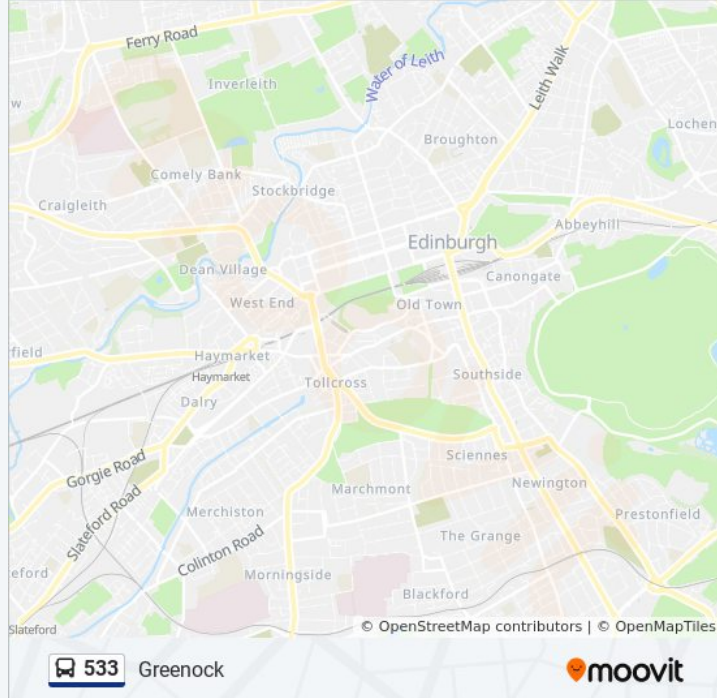 Ferry Road
Inverleith
Water of Leith
Leith Walk
w
Broughton
Lochen
Comely Bank
Stockbridge
Craigleith
Abbeyhill
Edinburgh
Dean Village
Canongate
West End
Old Town
rfield
Haymarket
Haymarket
Southside
Tollcross
Dalry
Gorgie Road
Sciennes
Marchmont
Newington
Slateford Road
Merchiston
Prestonfield
The Grange
Colinton Road
eford
Morningside
Blackford
Slateford
© OpenStreetMap contributors | © OpenMapTiles
533 Greenock
moovit